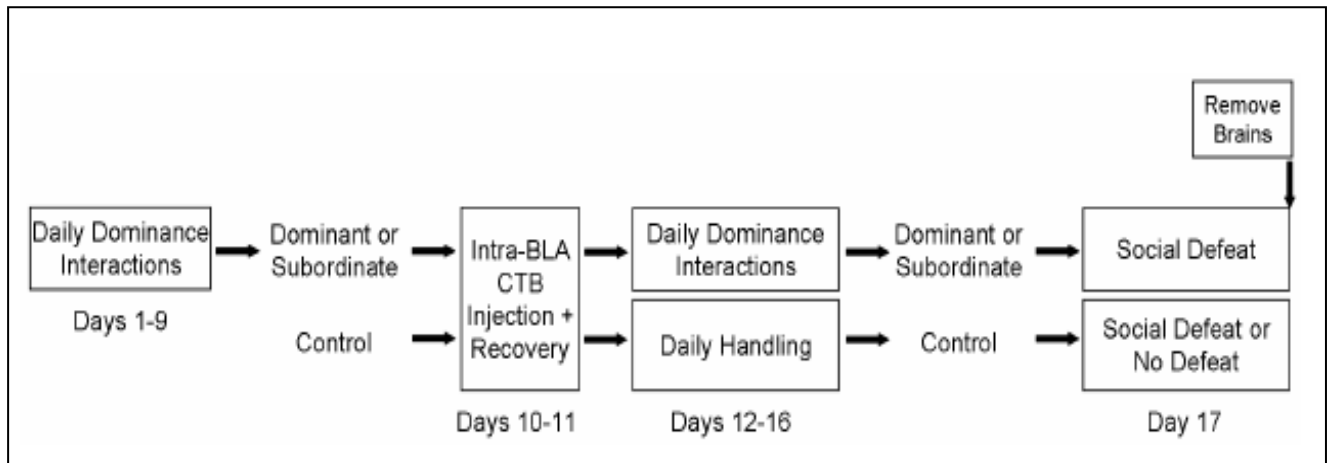 Remove
Brains
Daily Dominance
Interactions
Days 1-9
Dominant or
Subordinate
Control
Intra-BLA
CTB
Injection +
Recovery
Days 10-11
Daily Dominance
Interactions
Daily Handling
Days 12-16
Dominant or
Subordinate
Control
Social Defeat
Social Defeat or
No Defeat
Day 17